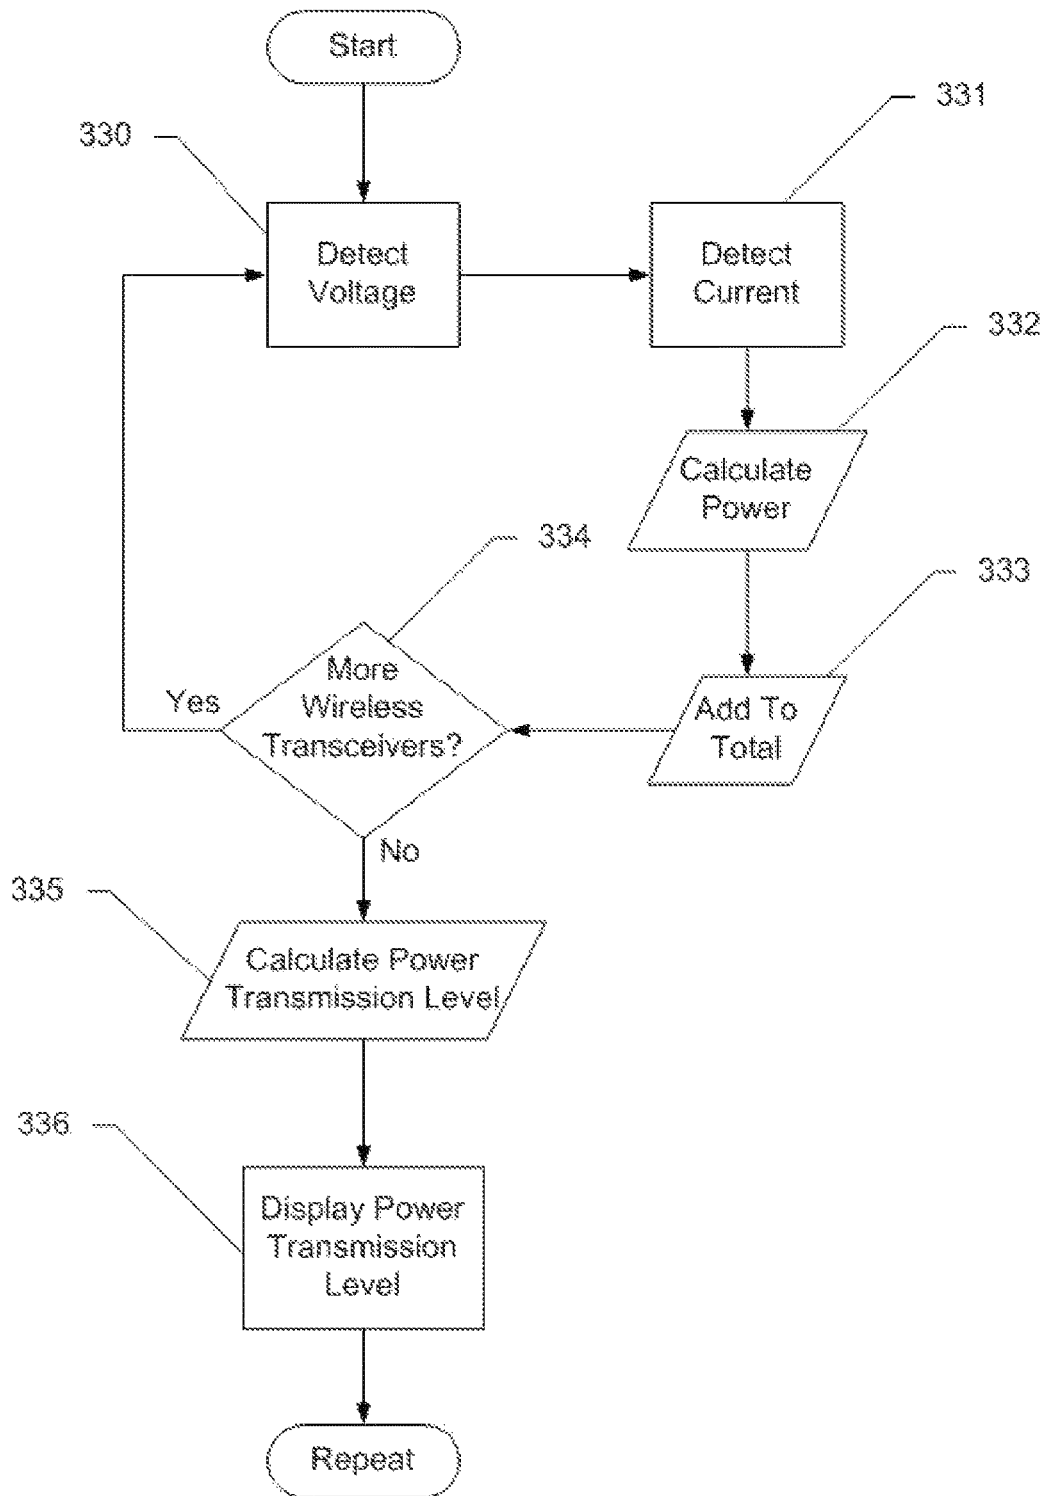 Start
331
330
Detect
Voltage
Detect
Current
332
Calculate
Power
334
333
More
Wireless
Transceivers?
Yes
Add To
Total
No
335
Calculate Power
Transmission Level
336
Display Power
Transmission
Level
Repeat